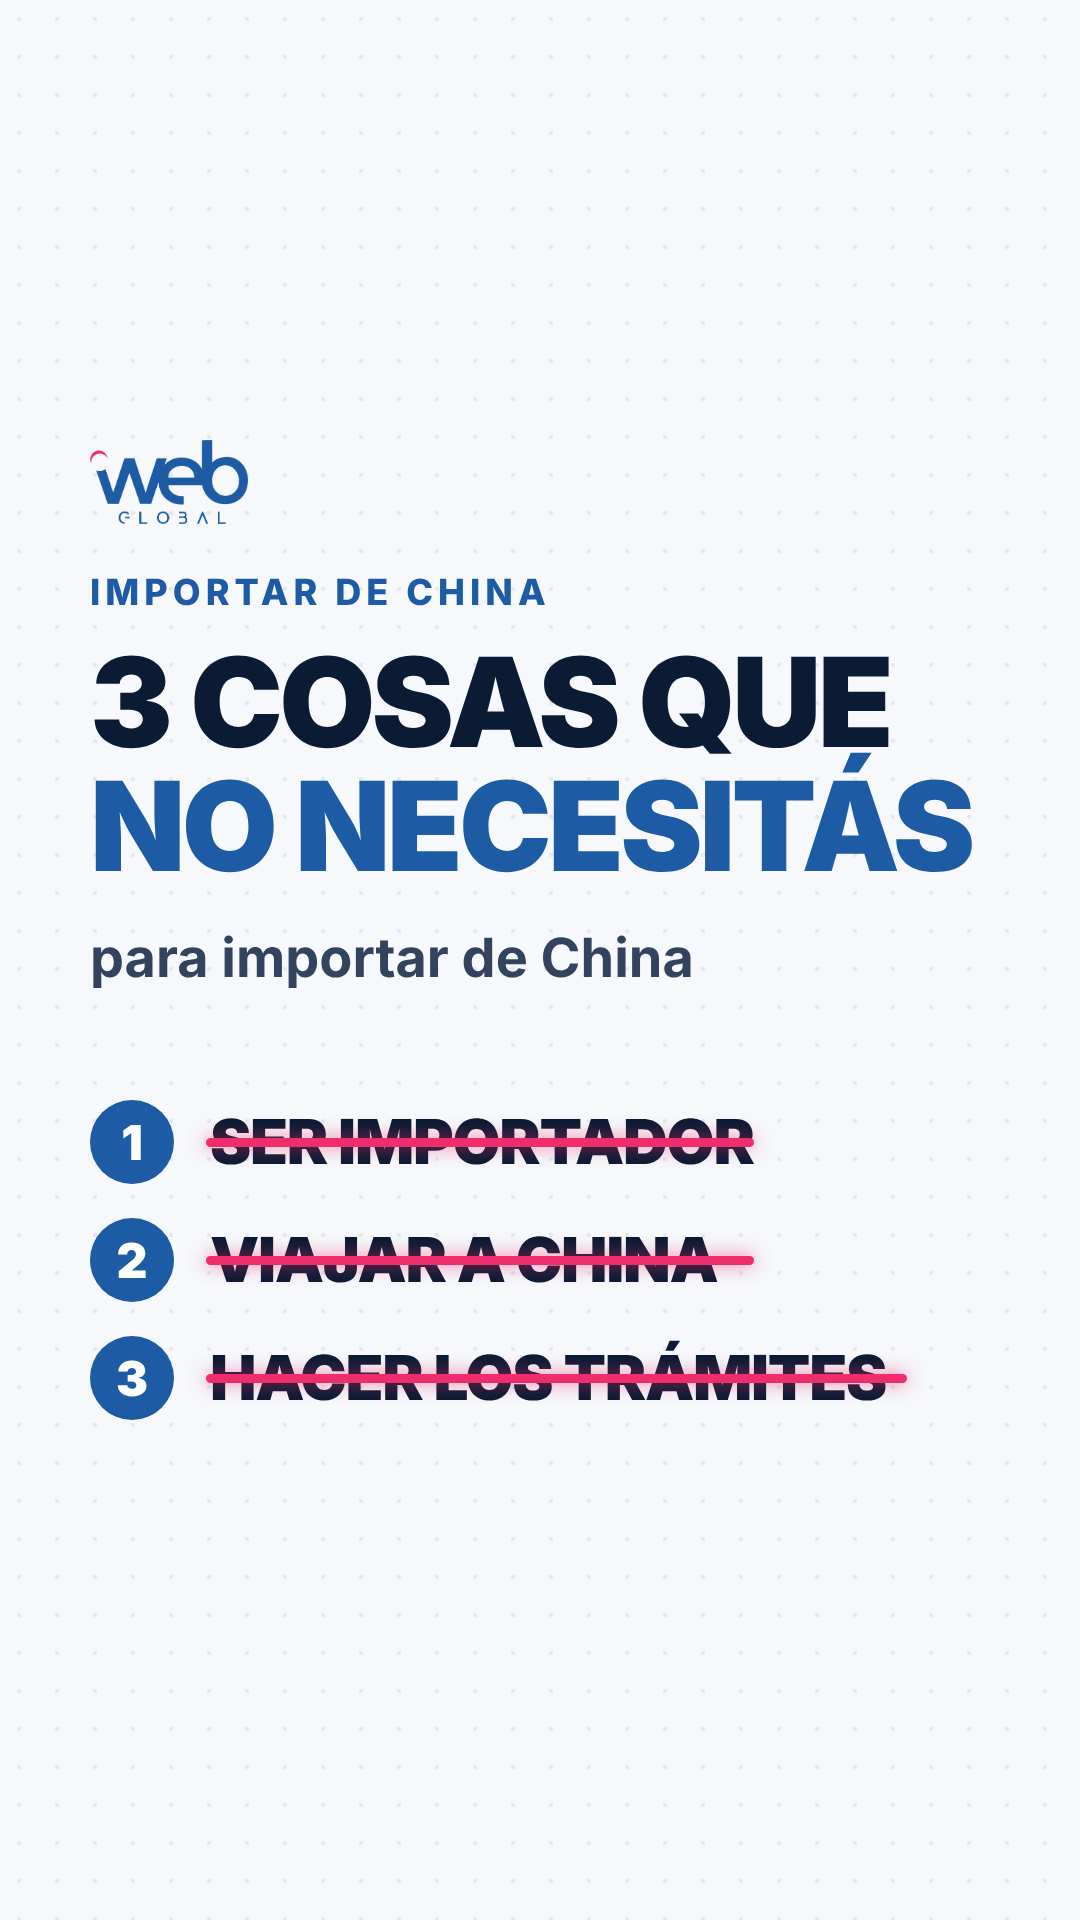 web
GLOBAL
IMPORTAR DE CHINA
3 COSAS QUE
NO NECESITÁS
para importar de China
1 SER IMPORTADOR
2 VIAJAR A CHINA
3 HACER LOS TRÁMITES